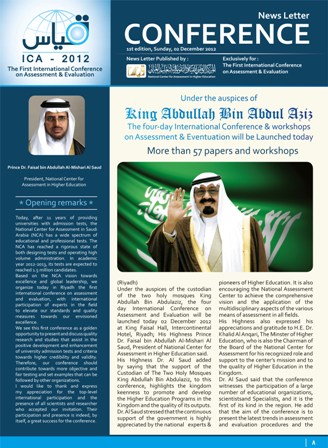 قياس
ICA - 2012
The First International Conference
on Assessment & Evaluation
News Letter
CONFERENCE
1st edition, Sunday, 02 December 2012
News Letter Published by :
National Center for Assessment in Higher Education
Exclusively for :
The First International Conference
on Assessment & Evaluation
Prince Dr. Faisal bin Abdullah Al-Mishari Al Saud
President, National Center for
Assessment in Higher Education
Opening remarks
Today, after 11 years of providing
universities with admission tests, the
National Center for Assessment in Saudi
Arabia (NCA) has a wide spectrum of
educational and professional tests. The
NCA has reached a rigorous state of
both designing tests and operating high
volume administration. In academic
year 2012-2013, its tests are expected to
reached 1.5 million candidates.
Based on the NCA vision towards
excellence and global leadership, we
organize today in Riyadh the first
international conference on assessment
and evaluation, with international
participation of experts in the field
to elevate our standards and quality
measures towards our envisioned
excellence.
We see this first conference as a golden
opportunity to present and discuss quality
research and studies that assist in the
positive development and enhancement
of university admission tests and criteria
towards higher credibility and validity.
Therefore, our conference should
contribute towards more objective and
fair testing and set examples that can be
followed by other organizations.
I would like to thank and express
my appreciation for the top-level
international participation and the
presence of all scientists and researcher
who accepted our invitation. Their
participation and presence is indeed, by
itself, a great success for the conference.
Under the auspices of
King Abdullah Bin Abdul Aziz
The four-day International Conference & workshops
on Assessment & Eventuation will be Launched today
More than 57 papers and workshops
(Riyadh)
Under the auspices of the custodian
of the two holy mosques King
Abdullah Bin Abdulaziz, the four
day International Conference on
Assessment and Evaluation will be
launched today 02 December 2012
at King Faisal Hall, Intercontinental
Hotel, Riyadh, His Highness Prince
Dr. Faisal bin Abdullah Al-Mishari Al
Saud, President of National Center for
Assessment in Higher Education said.
His Highness Dr. Al Saud added
by saying that the support of the
Custodian of The Two Holy Mosques
King Abdullah Bin Abdulaziz, to this
conference, highlights the kingdom
keenness to promote and develop
the Higher Education Programs in the
Kingdom and the quality of its outputs.
Dr. Al Saud stressed that the continuous
support of the government is highly
appreciated by the national experts &
pioneers of Higher Education. It is also
encouraging the National Assessment
Center to achieve the comprehensive
vision and the application of the
multidisciplinary aspects of the various
means of assessment in all fields.
His Highness also expressed his
appreciations and gratitude to H.E. Dr.
Khalid Al Anqari, The Minster of Higher
Education, who is also the Chairman of
the Board of the National Center for
Assessment for his recognized role and
support to the center's mission and to
the quality of Higher Education in the
Kingdom.
Dr. Al Saud said that the conference
witnesses the participation of a large
number of educational organizations,
scientistsand Specialists, and it is the
first of its kind in the region. He add
that the aim of the conference is to
present the latest trends in assessment
and evaluation procedures and the
A